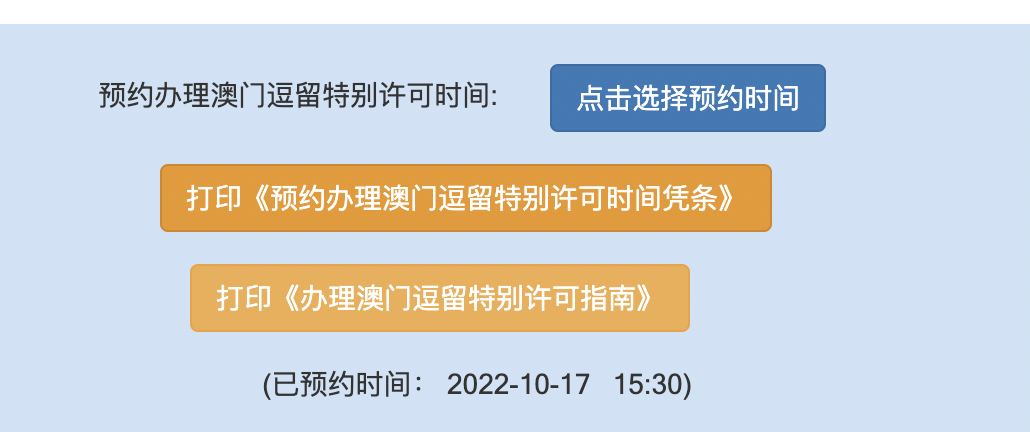 预约办理澳门逗留特别许可时间: 点击选择预约时间
打印《预约办理澳门逗留特别许可时间凭条》
打印《办理澳门逗留特别许可指南》
(已预约时间： 2022-10-17 15:30)